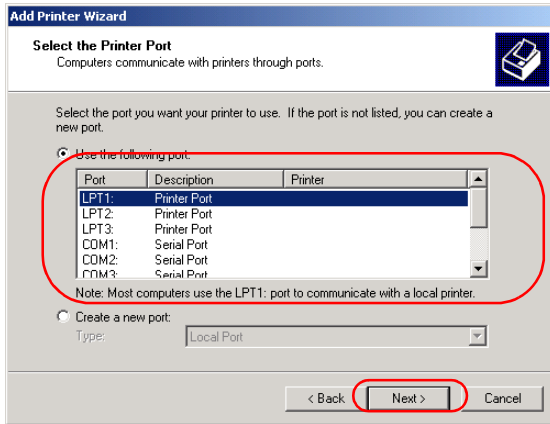 Add Printer Wizard
Select the Printer Port
Computers communicate with printers through ports.
Select the port you want your printer to use. If the port is not listed, you can create a
new port.
Use the following port:
Port Description Printer
LPT1: Printer Port
LPT2: Printer Port
LPT3: Printer Port
COM1: Serial Port
COM2: Serial Port
COM3: Serial Port
Note: Most computers use the LPT1: port to communicate with a local printer.
Create a new port:
Type: Local Port
< Back Next > Cancel